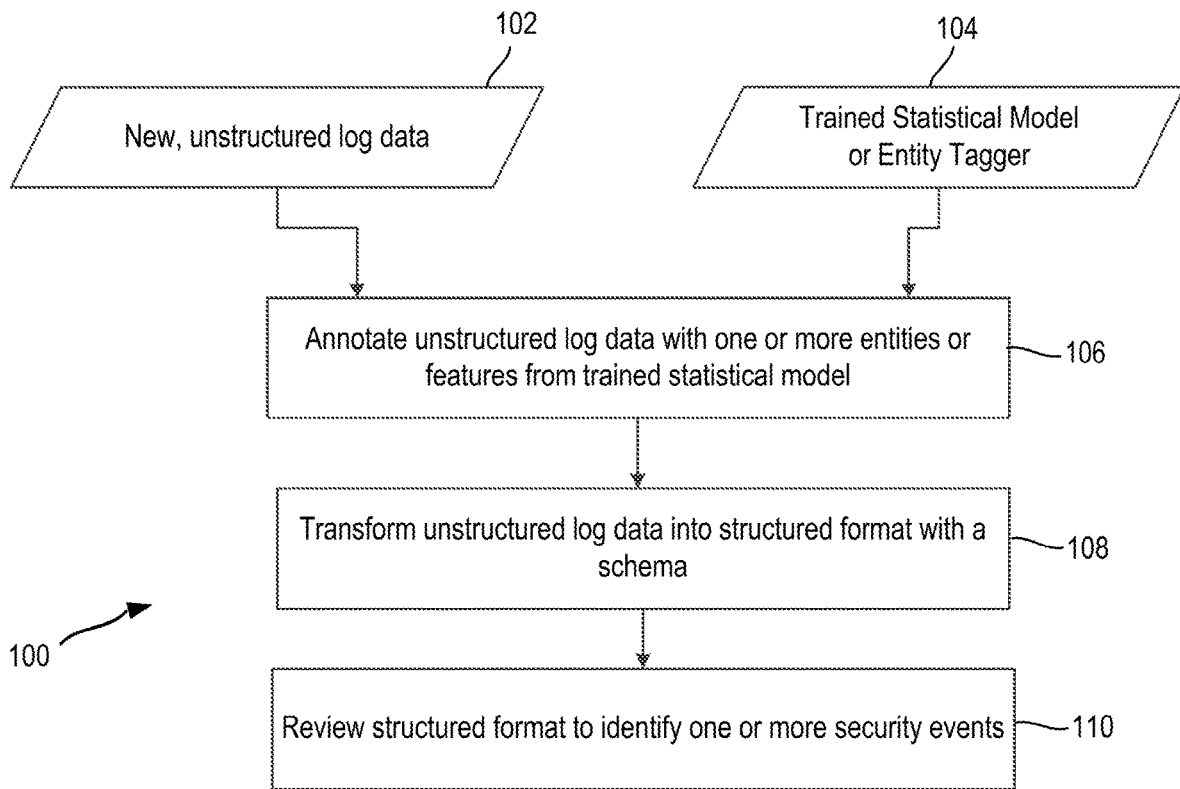 102
104
New, unstructured log data
Trained Statistical Model
or Entity Tagger
Annotate unstructured log data with one or more entities or
features from trained statistical model
106
Transform unstructured log data into structured format with a
schema
108
100
Review structured format to identify one or more security events
110